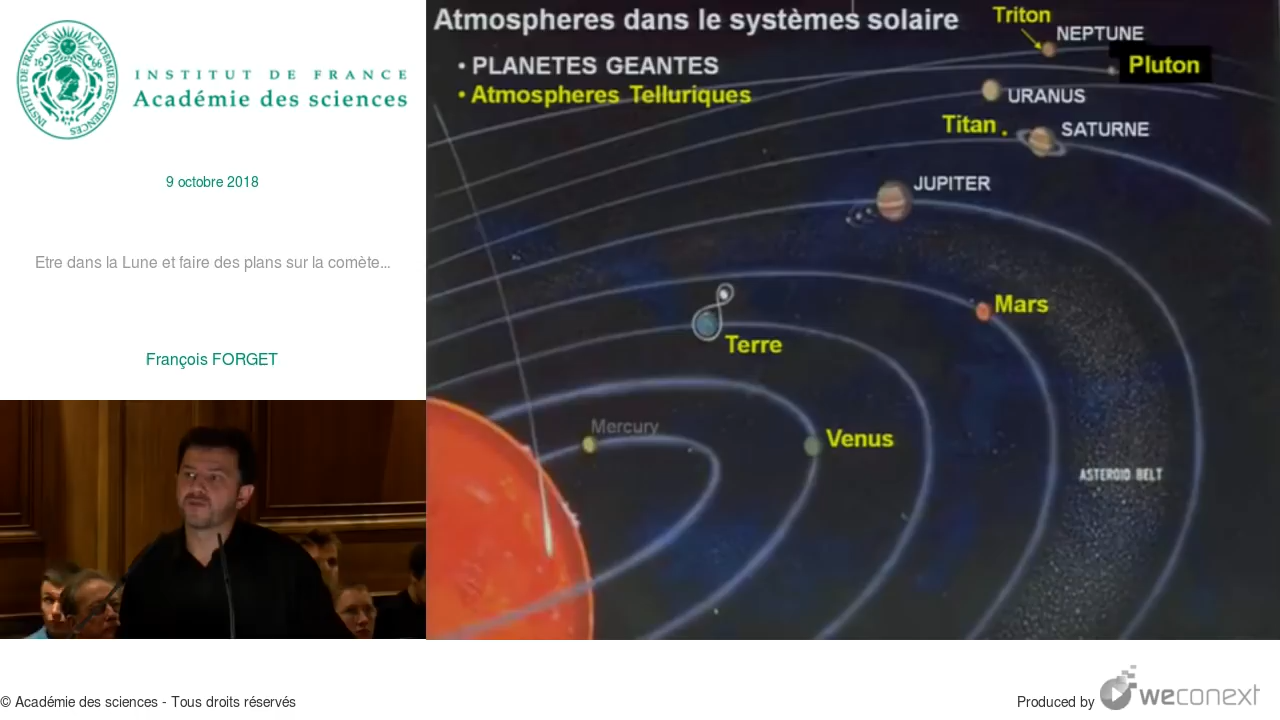 INSTITUT DE FRANCE
Académie des sciences
9 octobre 2018
Etre dans la Lune et faire des plans sur la comète...
François FORGET
Atmospheres dans le systèmes solaire
• PLANETES GEANTES
• Atmospheres Telluriques
Triton
NEPTUNE
Pluton
URANUS
Titan
SATURNE
JUPITER
Mars
Terre
Mercury
Venus
ASTEROID BELT
© Académie des sciences - Tous droits réservés
Produced by weconext